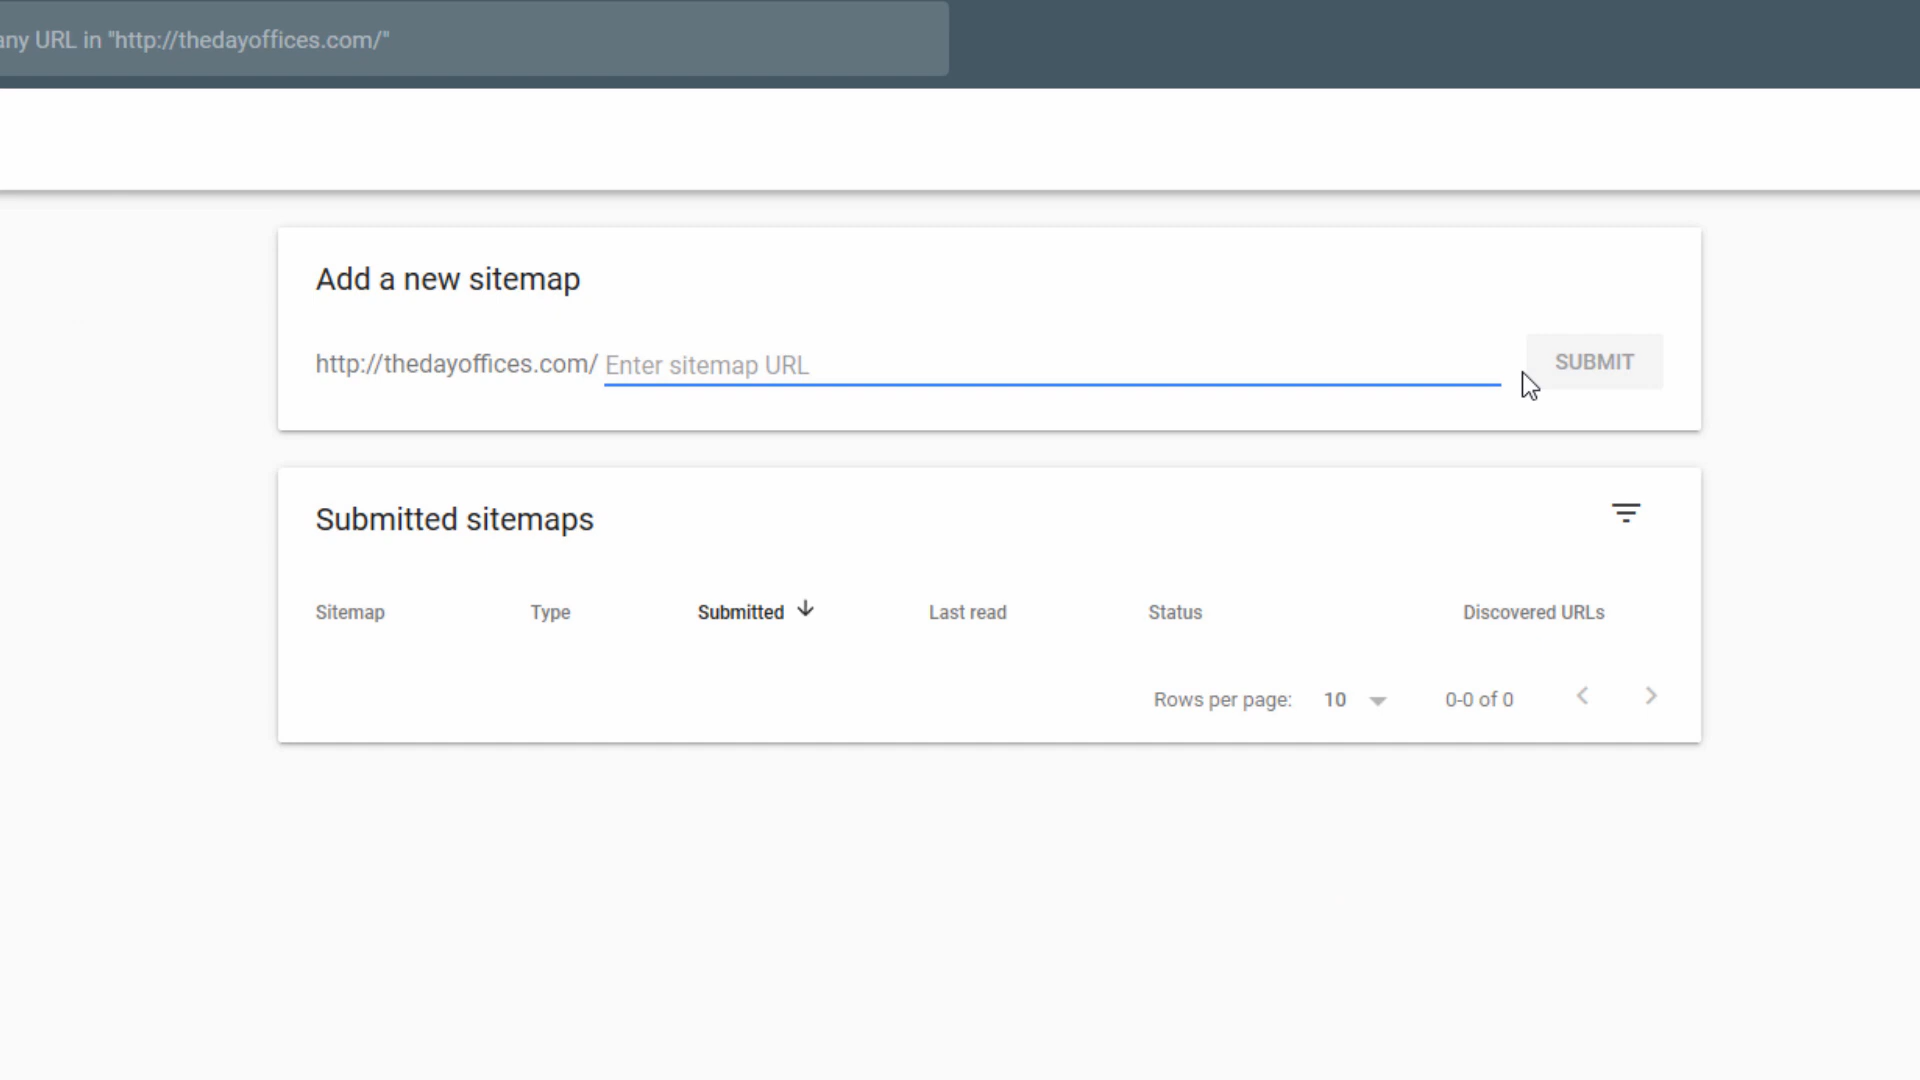 any URL in "http://thedayoffices.com/"
Add a new sitemap
http://thedayoffices.com/ Enter sitemap URL SUBMIT
Submitted sitemaps
Sitemap Type Submitted Last read Status Discovered URLs
Rows per page: 10 0-0 of 0